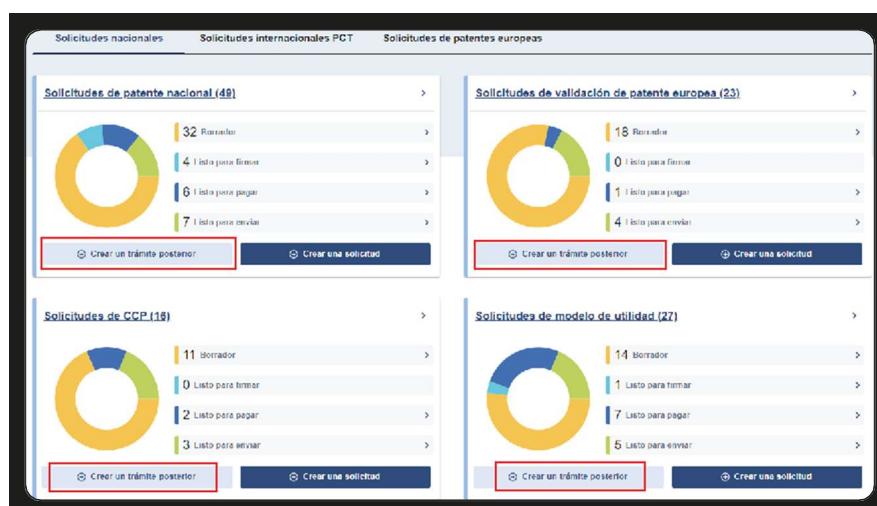 Solicitudes nacionales Solicitudes internacionales PCT Solicitudes de patentes europeas
Solicitudes de patente nacional (49)
32 Borrador
4 Listo para firmar
6 Listo para pagar
7 Listo para enviar
Crear un trámite posterior Crear una solicitud
Solicitudes de validación de patente europea (23)
18 Borrador
0 Listo para firmar
1 Listo para pagar
4 Listo para enviar
Crear un trámite posterior Crear una solicitud
Solicitudes de CCP (16)
11 Borrador
0 Listo para firmar
2 Listo para pagar
3 Listo para enviar
Crear un trámite posterior Crear una solicitud
Solicitudes de modelo de utilidad (27)
14 Borrador
1 Listo para firmar
7 Listo para pagar
5 Listo para enviar
Crear un trámite posterior Crear una solicitud